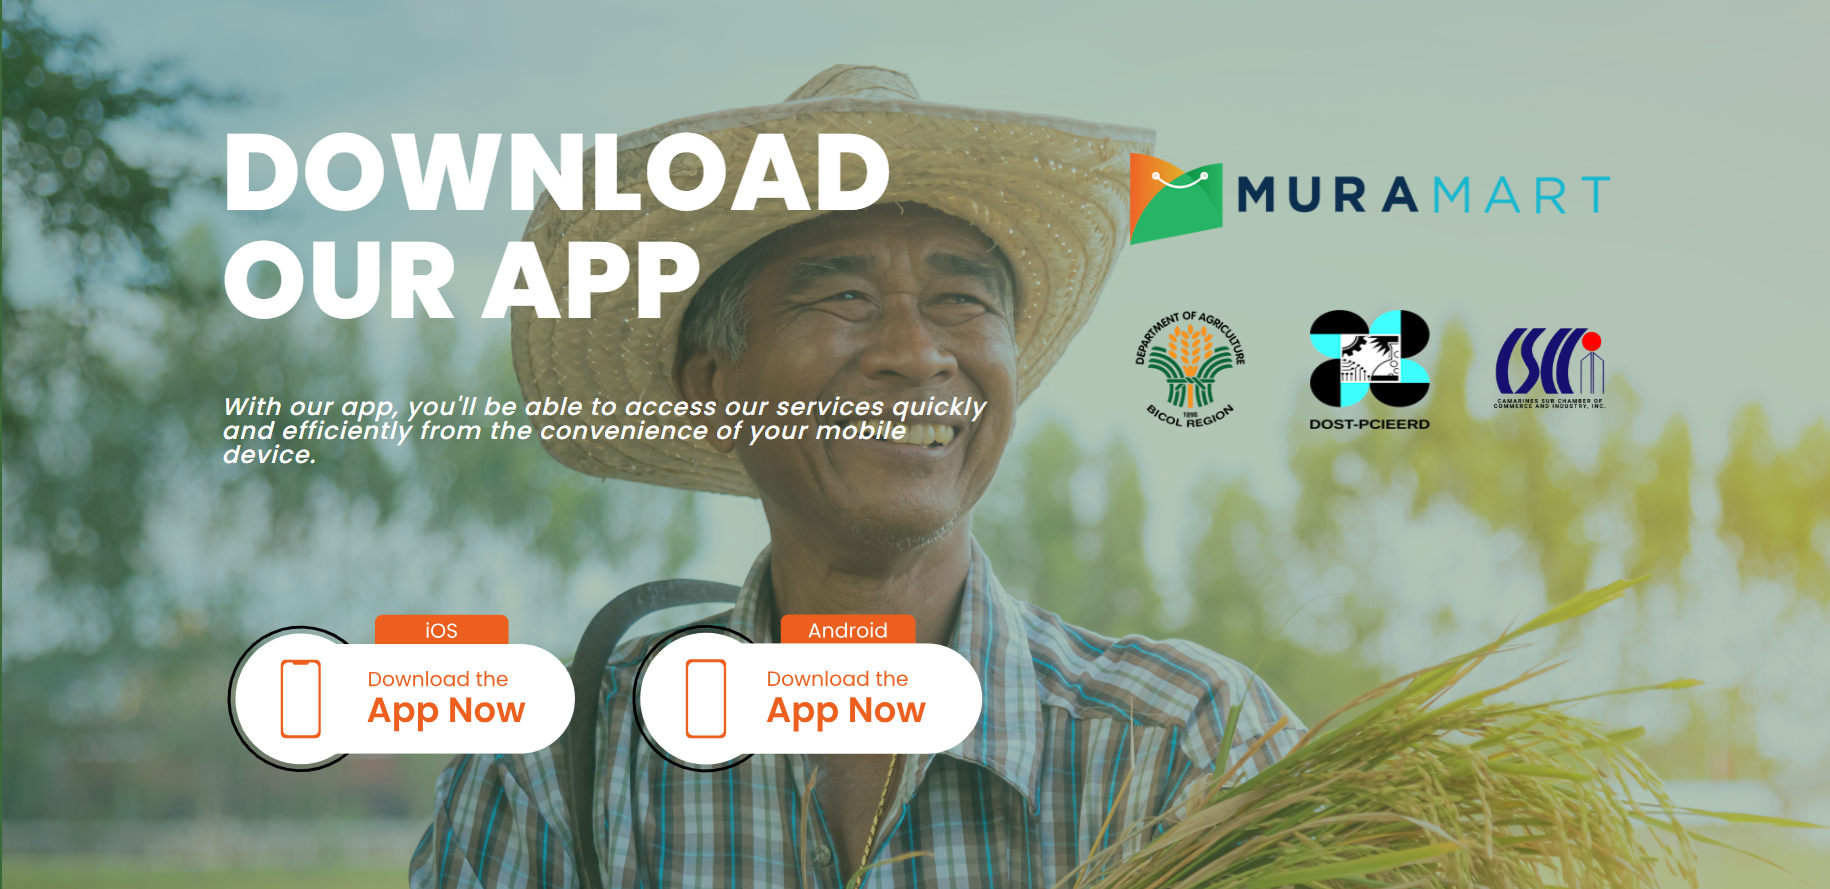 DOWNLOAD
OUR APP
With our app, you'll be able to access our services quickly
and efficiently from the convenience of your mobile
device.
iOS
Download the
App Now
Android
Download the
App Now
MURAMART
DEPARTMENT OF AGRICULTURE
1898
BICOL REGION
DOST-PCIEERD
CSCCI
CAMARINES SUR CHAMBER OF
COMMERCE AND INDUSTRY, INC.